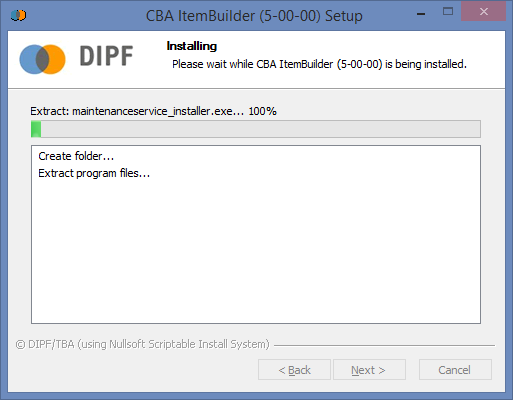 CBA ItemBuilder (5-00-00) Setup
DIPF
Installing
Please wait while CBA ItemBuilder (5-00-00) is being installed.
Extract: maintenanceservice_installer.exe... 100%
Create folder...
Extract program files...
© DIPF/TBA (using Nullsoft Scriptable Install System)
< Back
Next >
Cancel